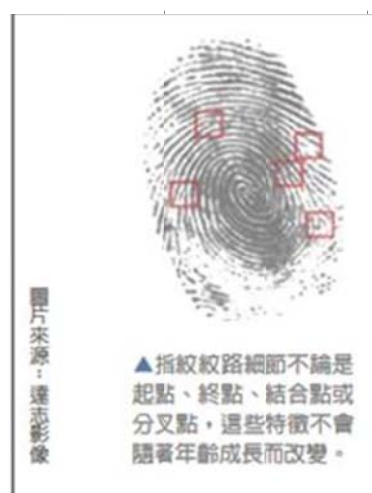 圖片來源：達志影像
▲指紋紋路細節不論是
起點、終點、結合點或
分叉點，這些特徵不會
隨著年齡成長而改變。